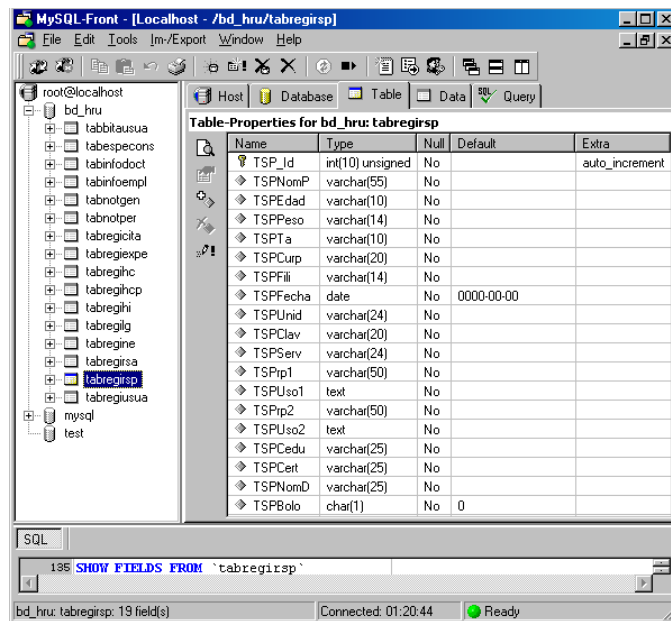 MySQL-Front - [Localhost - /bd_hru/tabregirsp]
File Edit Tools Im-/Export Window Help
root@localhost
bd_hru
tabbitausua
tabespecons
tabinfodoct
tabinfoempl
tabnotgen
tabnotper
tabregicita
tabregiexpe
tabregihc
tabregihcp
tabregihi
tabregilg
tabregine
tabregirsa
tabregirsp
tabregiusua
mysql
test
Host Database Table Data SQL Query
Table-Properties for bd_hru: tabregirsp
Name Type Null Default Extra
TSP_Id int(10) unsigned No auto_increment
TSPNomP varchar(55) No
TSPEdad varchar(10) No
TSPPeso varchar(14) No
TSPTa varchar(10) No
TSPCurp varchar(20) No
TSPFili varchar(14) No
TSPFecha date No 0000-00-00
TSPUnid varchar(24) No
TSPClav varchar(20) No
TSPServ varchar(24) No
TSPrp1 varchar(50) No
TSPUso1 text No
TSPrp2 varchar(50) No
TSPUso2 text No
TSPCedu varchar(25) No
TSPCert varchar(25) No
TSPNomD varchar(25) No
TSPBolo char(1) No 0
SQL
135 SHOW FIELDS FROM `tabregirsp`
bd_hru: tabregirsp: 19 field(s) Connected: 01:20:44 Ready